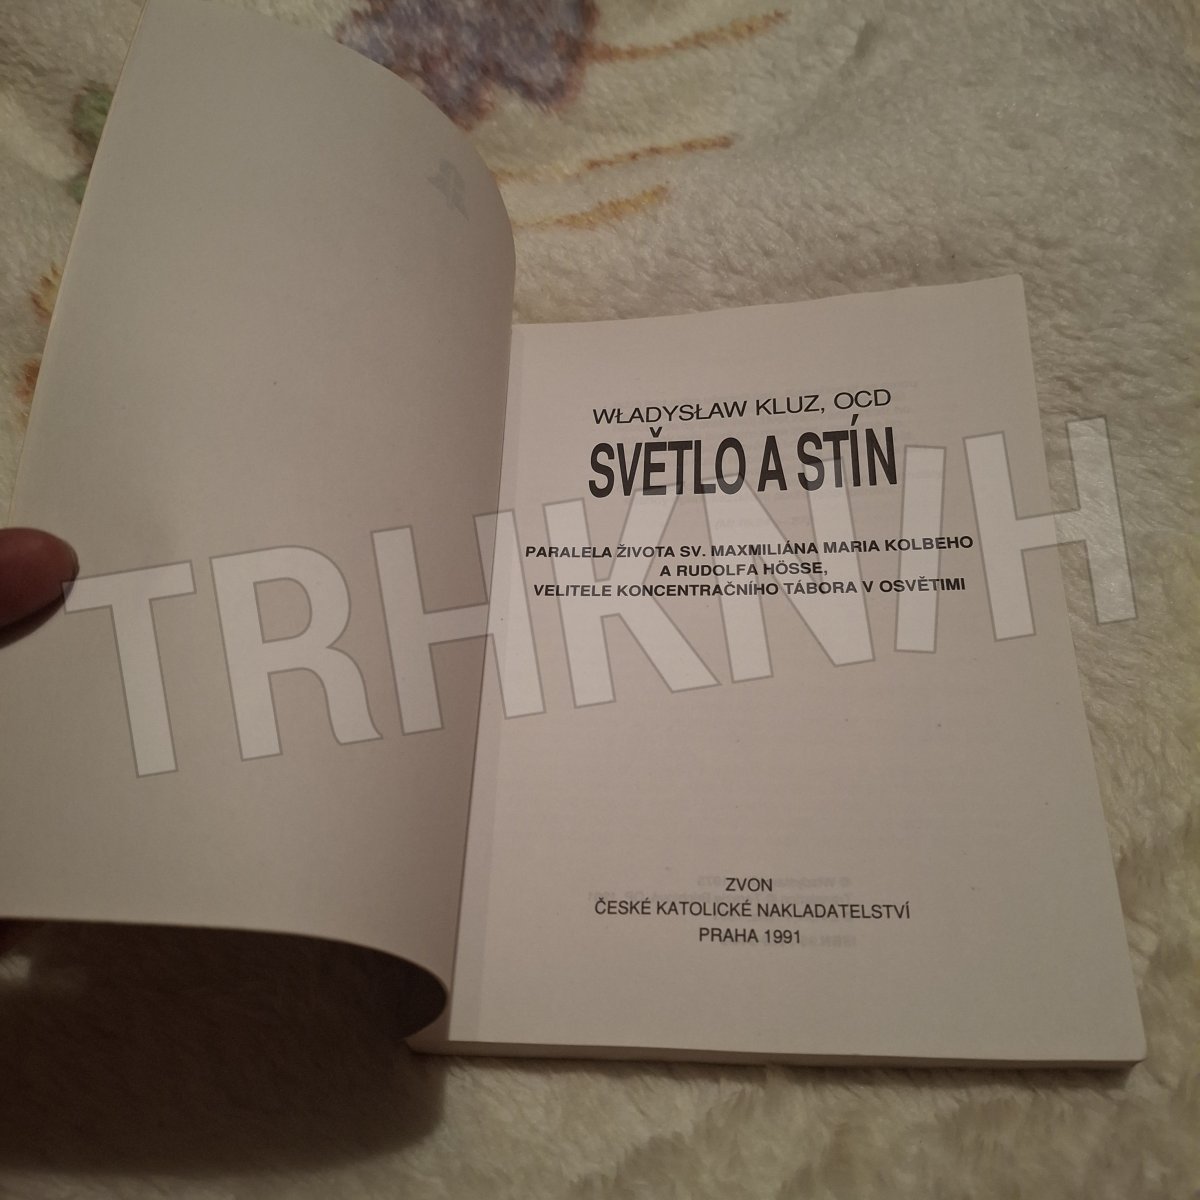 WŁADYSŁAW KLUZ, OCD
SVĚTLO A STÍN
PARALELA ŽIVOTA SV. MAXMILIÁNA MARIA KOLBEHO
A RUDOLFA HÖSSE,
VELITELE KONCENTRAČNÍHO TÁBORA V OSVĚTIMI
TRHKNIH
ZVON
ČESKÉ KATOLICKÉ NAKLADATELSTVÍ
PRAHA 1991